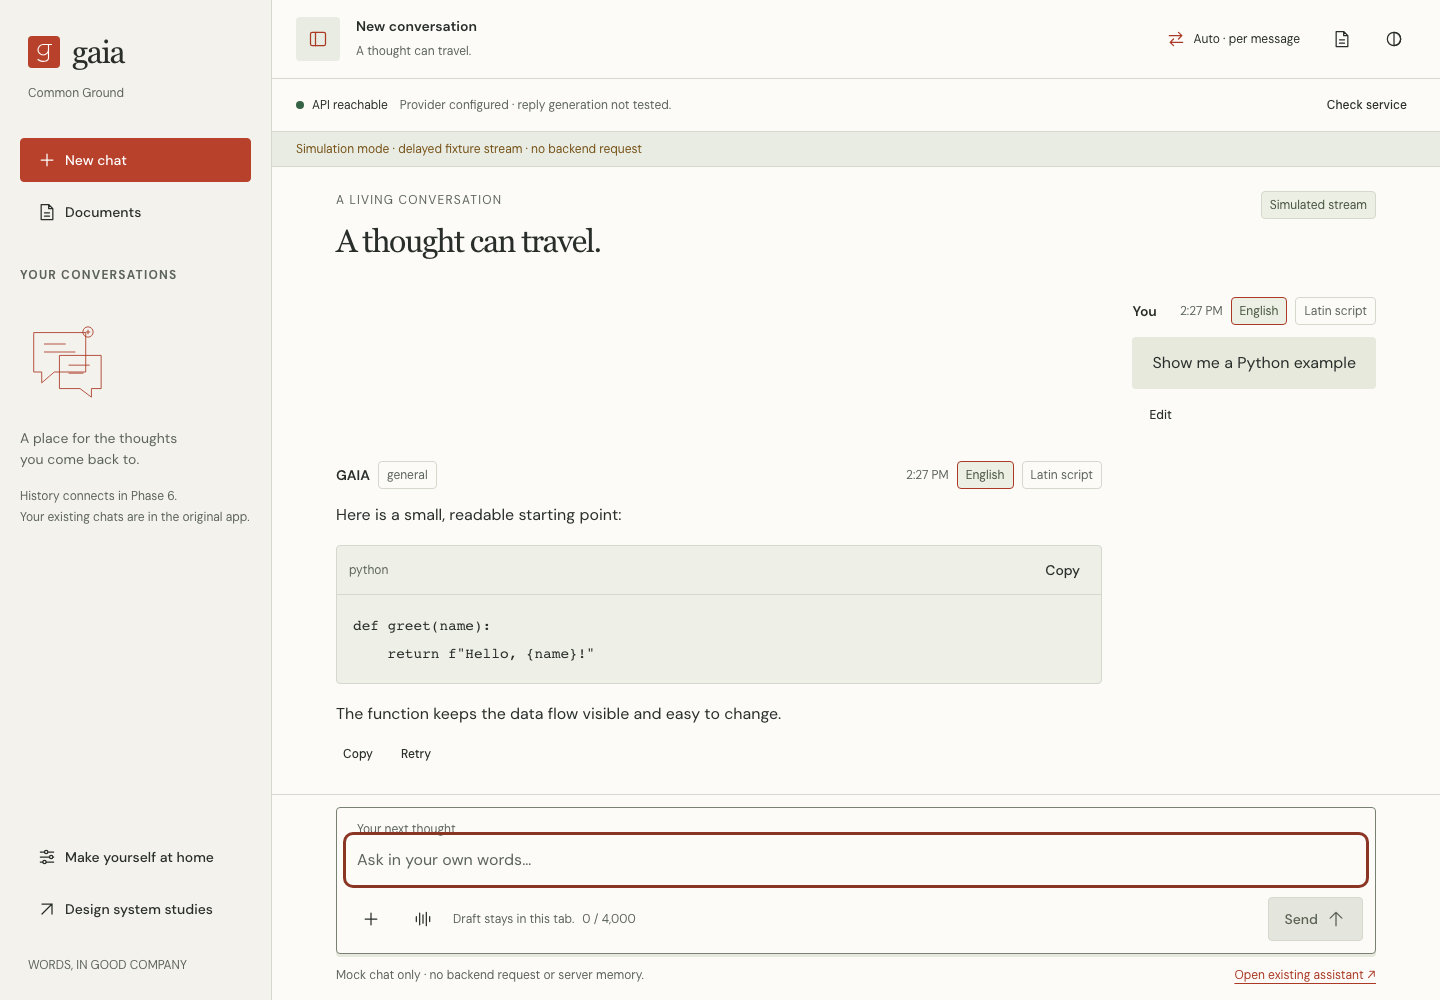 g gaia
Common Ground
New chat
Documents
YOUR CONVERSATIONS
A place for the thoughts
you come back to.
History connects in Phase 6.
Your existing chats are in the original app.
Make yourself at home
Design system studies
WORDS, IN GOOD COMPANY
New conversation
A thought can travel.
Auto · per message
API reachable Provider configured · reply generation not tested.
Check service
Simulation mode · delayed fixture stream · no backend request
A LIVING CONVERSATION
Simulated stream
A thought can travel.
You 2:27 PM English Latin script
Show me a Python example
Edit
GAIA general 2:27 PM English Latin script
Here is a small, readable starting point:
python Copy
def greet(name):
    return f"Hello, {name}!"
The function keeps the data flow visible and easy to change.
Copy Retry
Your next thought
Ask in your own words...
Draft stays in this tab. 0 / 4,000
Send
Mock chat only · no backend request or server memory.
Open existing assistant ↗